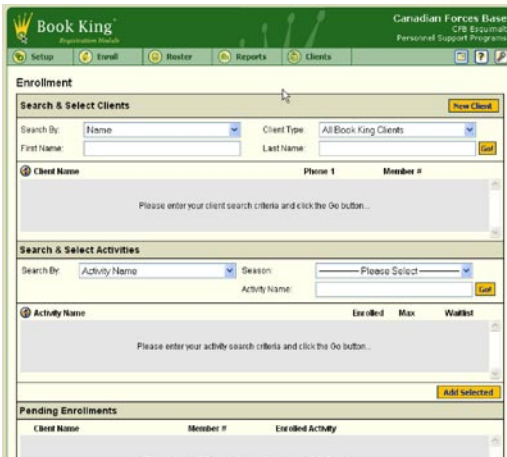 Book King
Registration Module
Canadian Forces Base
CFB Esquimalt
Personnel Support Programs
Setup Enroll Roster Reports Clients
Enrollment
Search & Select Clients New Client
Search By: Name Client Type: All Book King Clients
First Name: Last Name: Go!
Client Name Phone 1 Member #
Please enter your client search criteria and click the Go button...
Search & Select Activities
Search By: Activity Name Season: Please Select
Activity Name: Go!
Activity Name Enrolled Max Waitlist
Please enter your activity search criteria and click the Go button...
Add Selected
Pending Enrollments
Client Name Member # Enrolled Activity